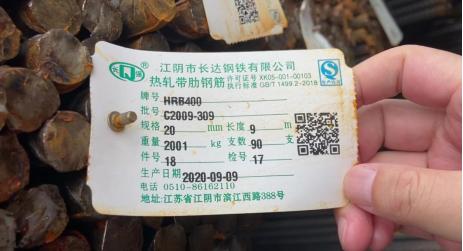 江阴市长达钢铁有限公司
热轧带肋钢筋 许可证号 XK05-001-00103
执行标准 GB/T 1499.2-2018
牌号 HRB400
批号 C2009-309
规格 20 mm 长度 9 m
重量 2001 kg 支数 90 支
件号 18 检号 17
生产日期 2020-09-09
电话 0510-86162110
地址:江苏省江阴市滨江西路388号